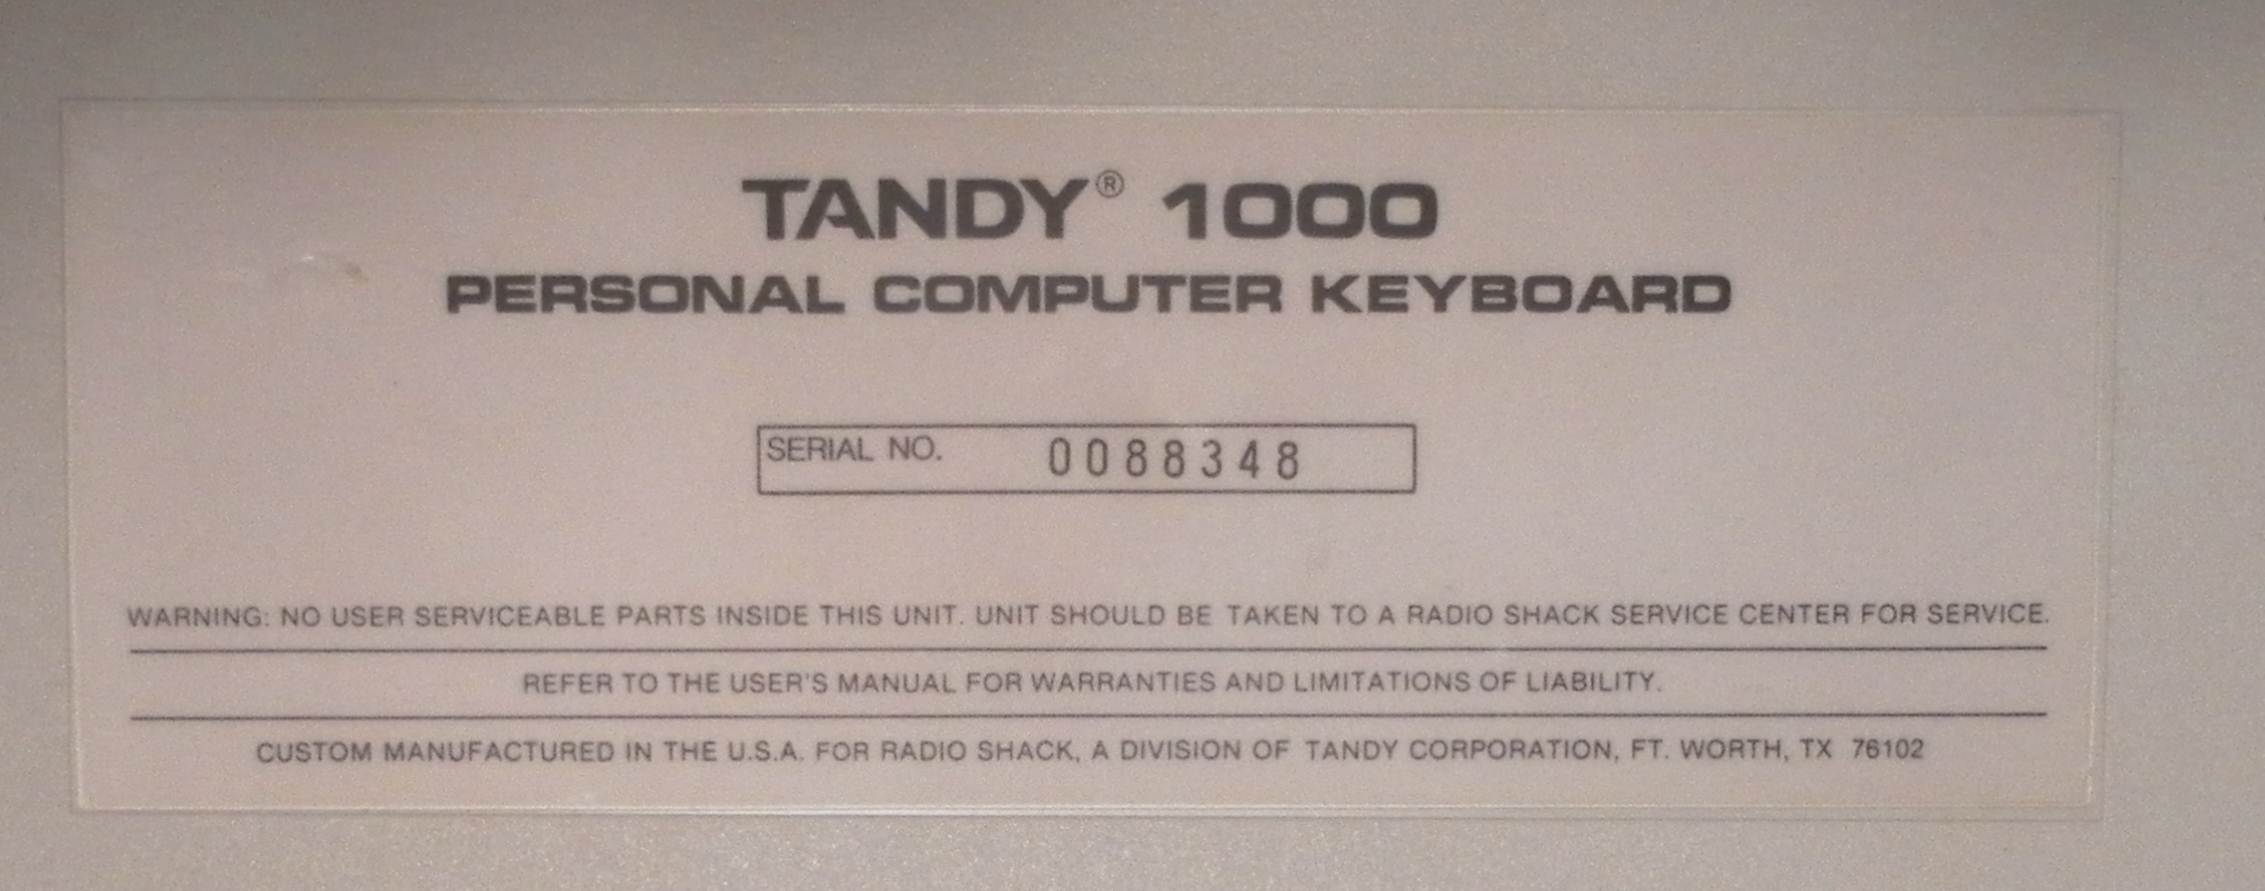 TANDY® 1000
PERSONAL COMPUTER KEYBOARD
SERIAL NO. 0088348
WARNING: NO USER SERVICEABLE PARTS INSIDE THIS UNIT. UNIT SHOULD BE TAKEN TO A RADIO SHACK SERVICE CENTER FOR SERVICE.
REFER TO THE USER'S MANUAL FOR WARRANTIES AND LIMITATIONS OF LIABILITY.
CUSTOM MANUFACTURED IN THE U.S.A. FOR RADIO SHACK, A DIVISION OF TANDY CORPORATION, FT. WORTH, TX 76102